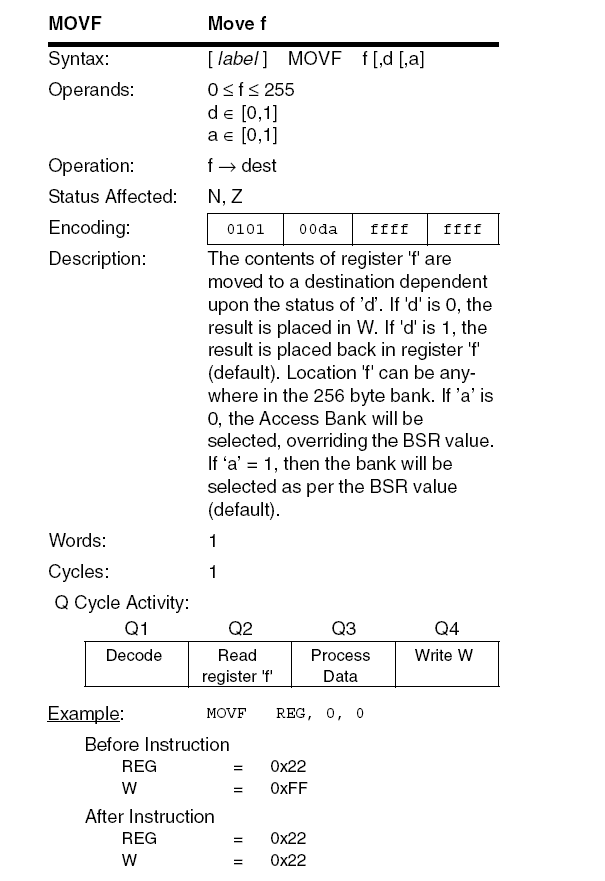 MOVF Move f
Syntax: [ label ] MOVF f [,d [,a]
Operands: 0 ≤ f ≤ 255
d ∈ [0,1]
a ∈ [0,1]
Operation: f → dest
Status Affected: N, Z
Encoding: 0101 00da ffff ffff
Description: The contents of register 'f' are
moved to a destination dependent
upon the status of ’d’. If 'd' is 0, the
result is placed in W. If 'd' is 1, the
result is placed back in register 'f'
(default). Location 'f' can be any-
where in the 256 byte bank. If ’a’ is
0, the Access Bank will be
selected, overriding the BSR value.
If ‘a’ = 1, then the bank will be
selected as per the BSR value
(default).
Words: 1
Cycles: 1
Q Cycle Activity:
Q1 Q2 Q3 Q4
Decode Read Process Write W
register 'f' Data
Example: MOVF REG, 0, 0
Before Instruction
REG = 0x22
W = 0xFF
After Instruction
REG = 0x22
W = 0x22